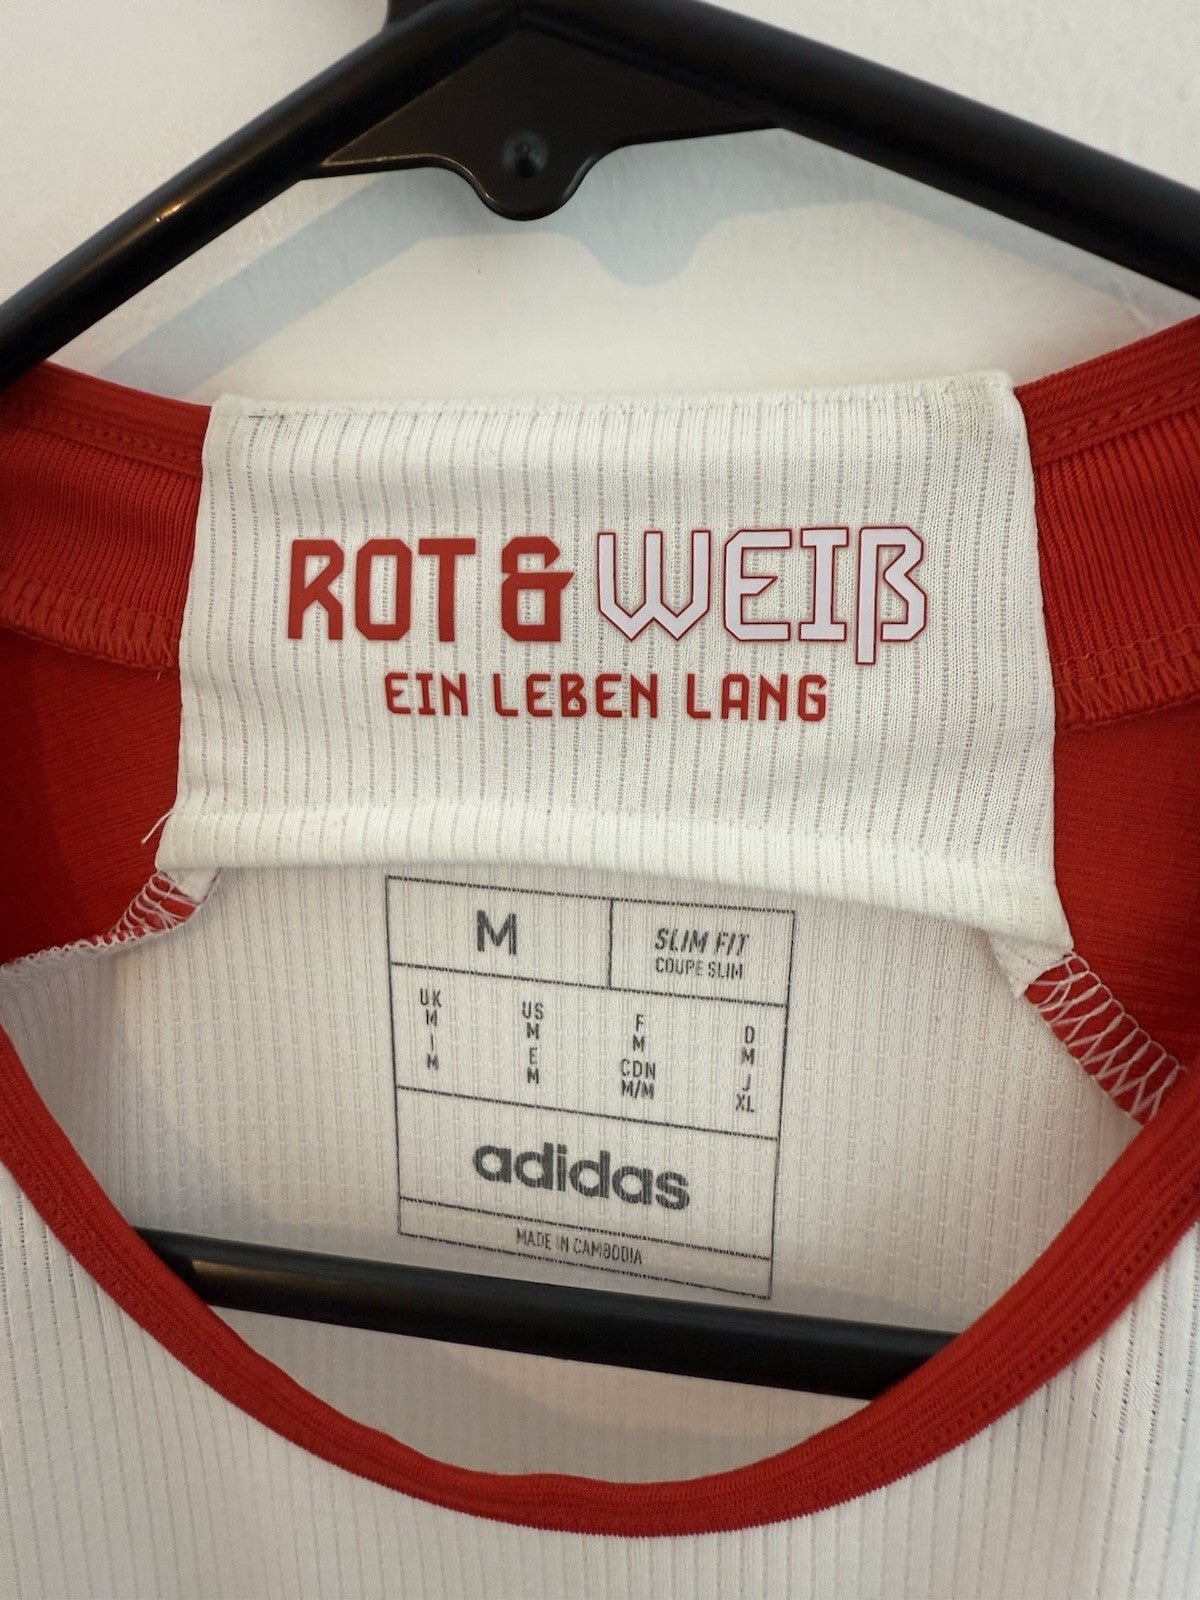 ROT & WEIß
EIN LEBEN LANG
M
SLIM FIT
COUPE SLIM
UK
M
I
M
US
M
E
M
F
M
CDN
M/M
D
M
J
XL
adidas
MADE IN CAMBODIA